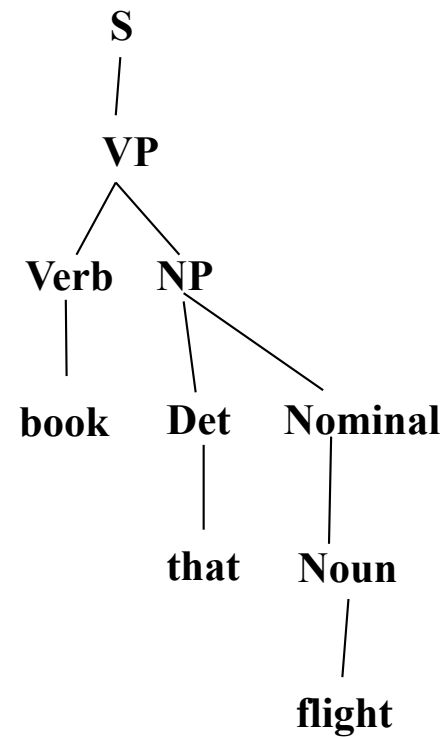 S
VP
Verb NP
book Det Nominal
that Noun
flight